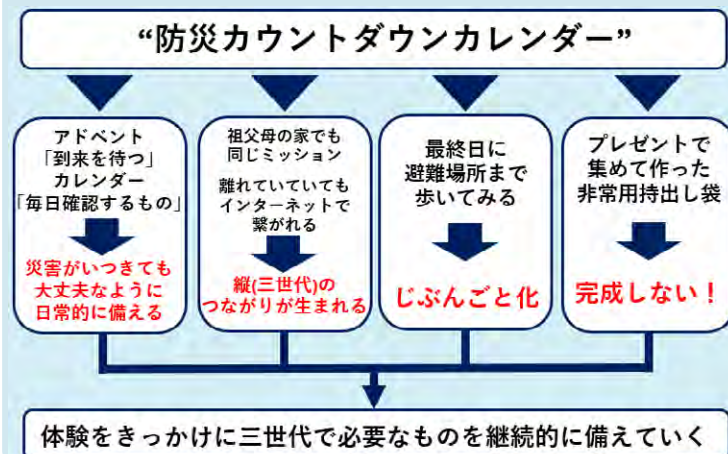 “防災カウントダウンカレンダー”
アドベント
「到来を待つ」
カレンダー
「毎日確認するもの」
災害がいつきても
大丈夫なように
日常的に備える
祖父母の家でも
同じミッション
離れていていても
インターネットで
繋がれる
縦(三世代)の
つながりが生まれる
最終日に
避難場所まで
歩いてみる
じぶんごと化
プレゼントで
集めて作った
非常用持出し袋
完成しない！
体験をきっかけに三世代で必要なものを継続的に備えていく